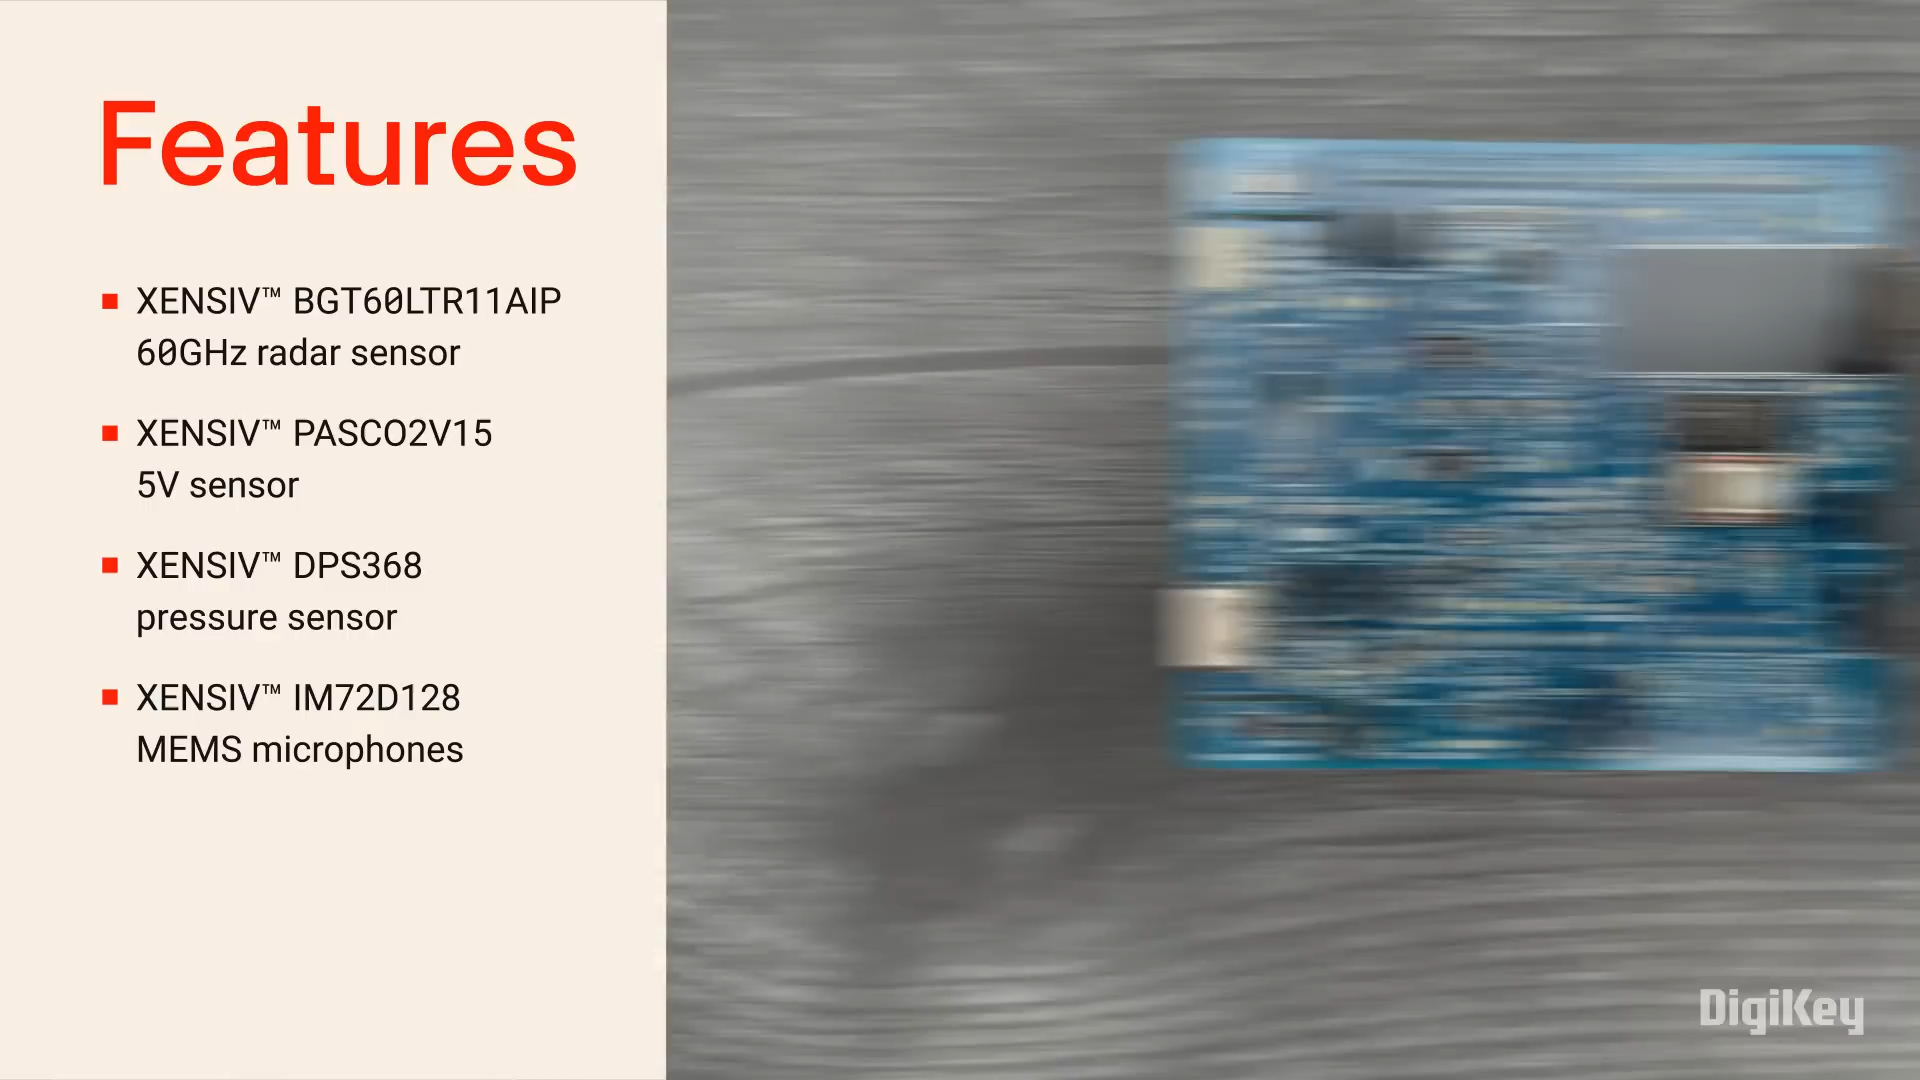 Features
XENSIV™ BGT60LTR11AIP
60GHz radar sensor
XENSIV™ PASCO2V15
5V sensor
XENSIV™ DPS368
pressure sensor
XENSIV™ IM72D128
MEMS microphones
DigiKey